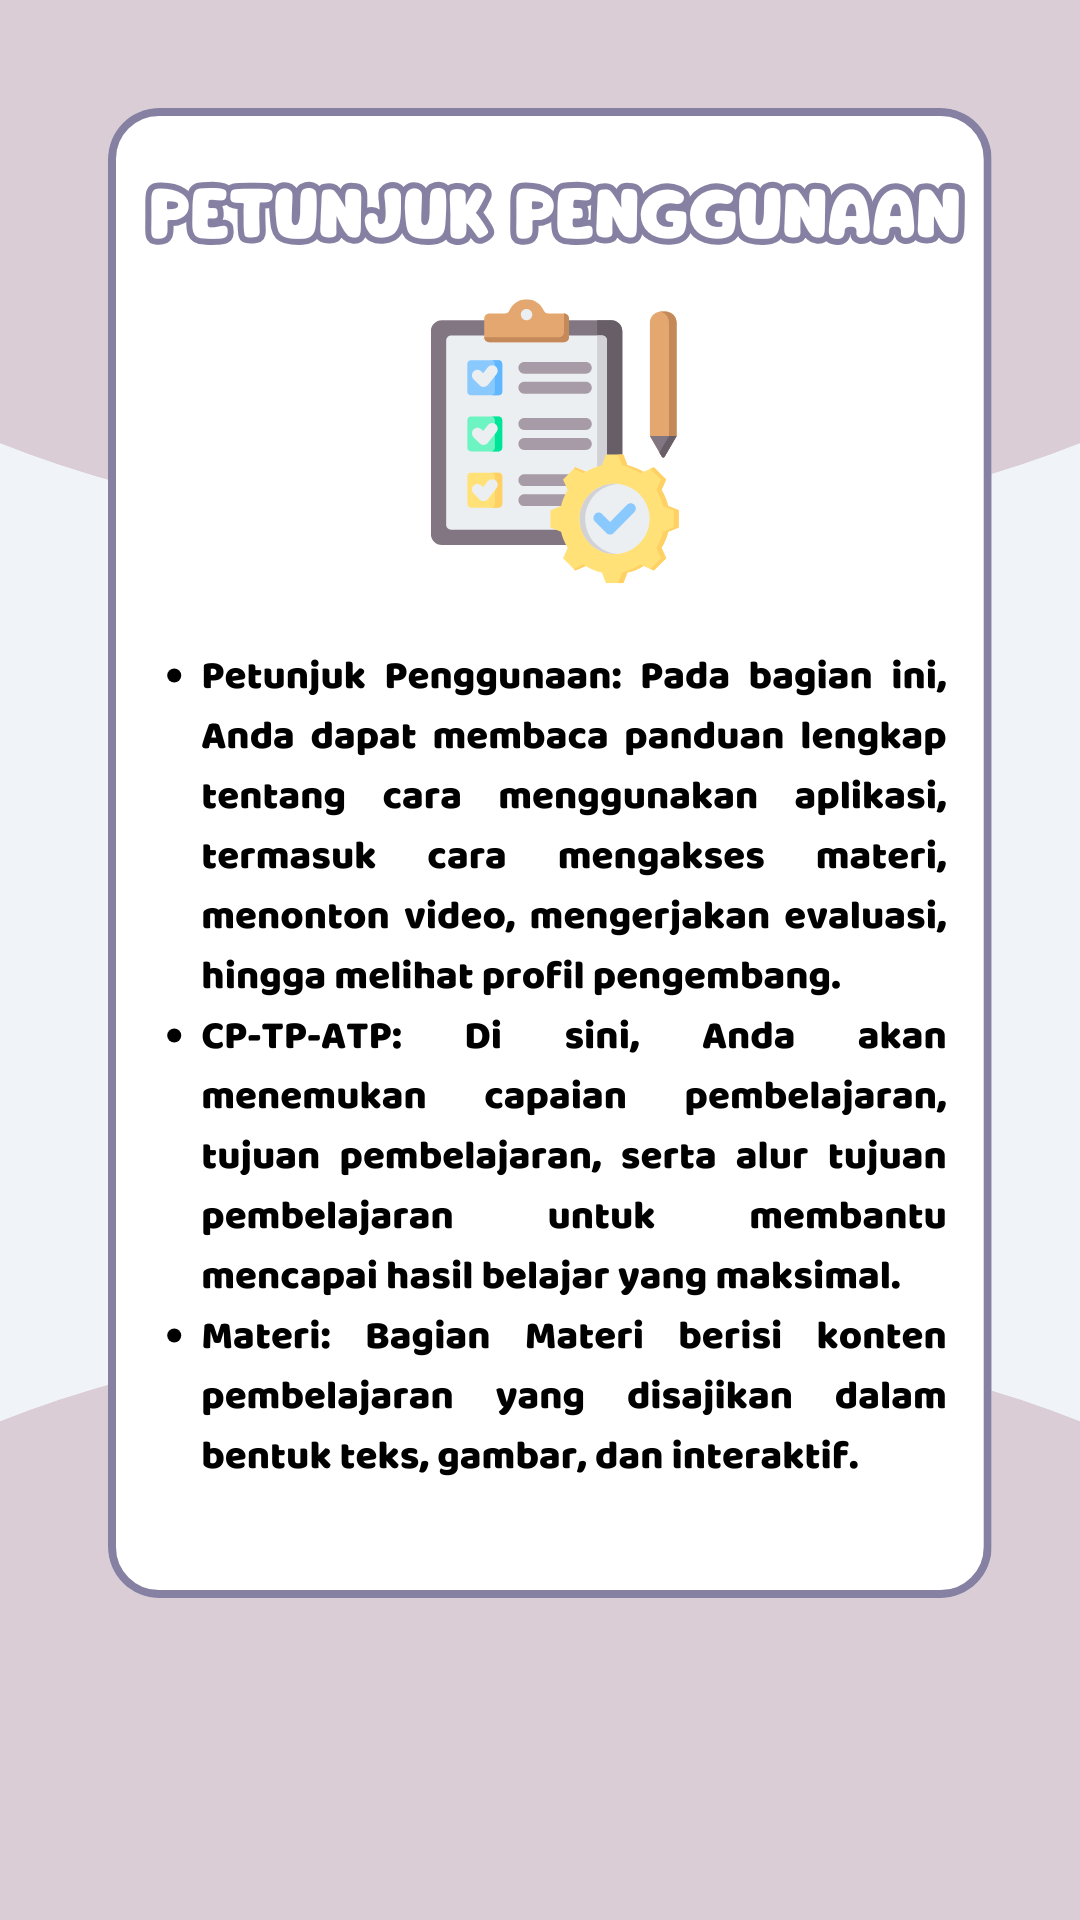 PETUNJUK PENGGUNAAN
• Petunjuk Penggunaan: Pada bagian ini,
Anda dapat membaca panduan lengkap
tentang cara menggunakan aplikasi,
termasuk cara mengakses materi,
menonton video, mengerjakan evaluasi,
hingga melihat profil pengembang.
• CP-TP-ATP: Di sini, Anda akan
menemukan capaian pembelajaran,
tujuan pembelajaran, serta alur tujuan
pembelajaran untuk membantu
mencapai hasil belajar yang maksimal.
• Materi: Bagian Materi berisi konten
pembelajaran yang disajikan dalam
bentuk teks, gambar, dan interaktif.